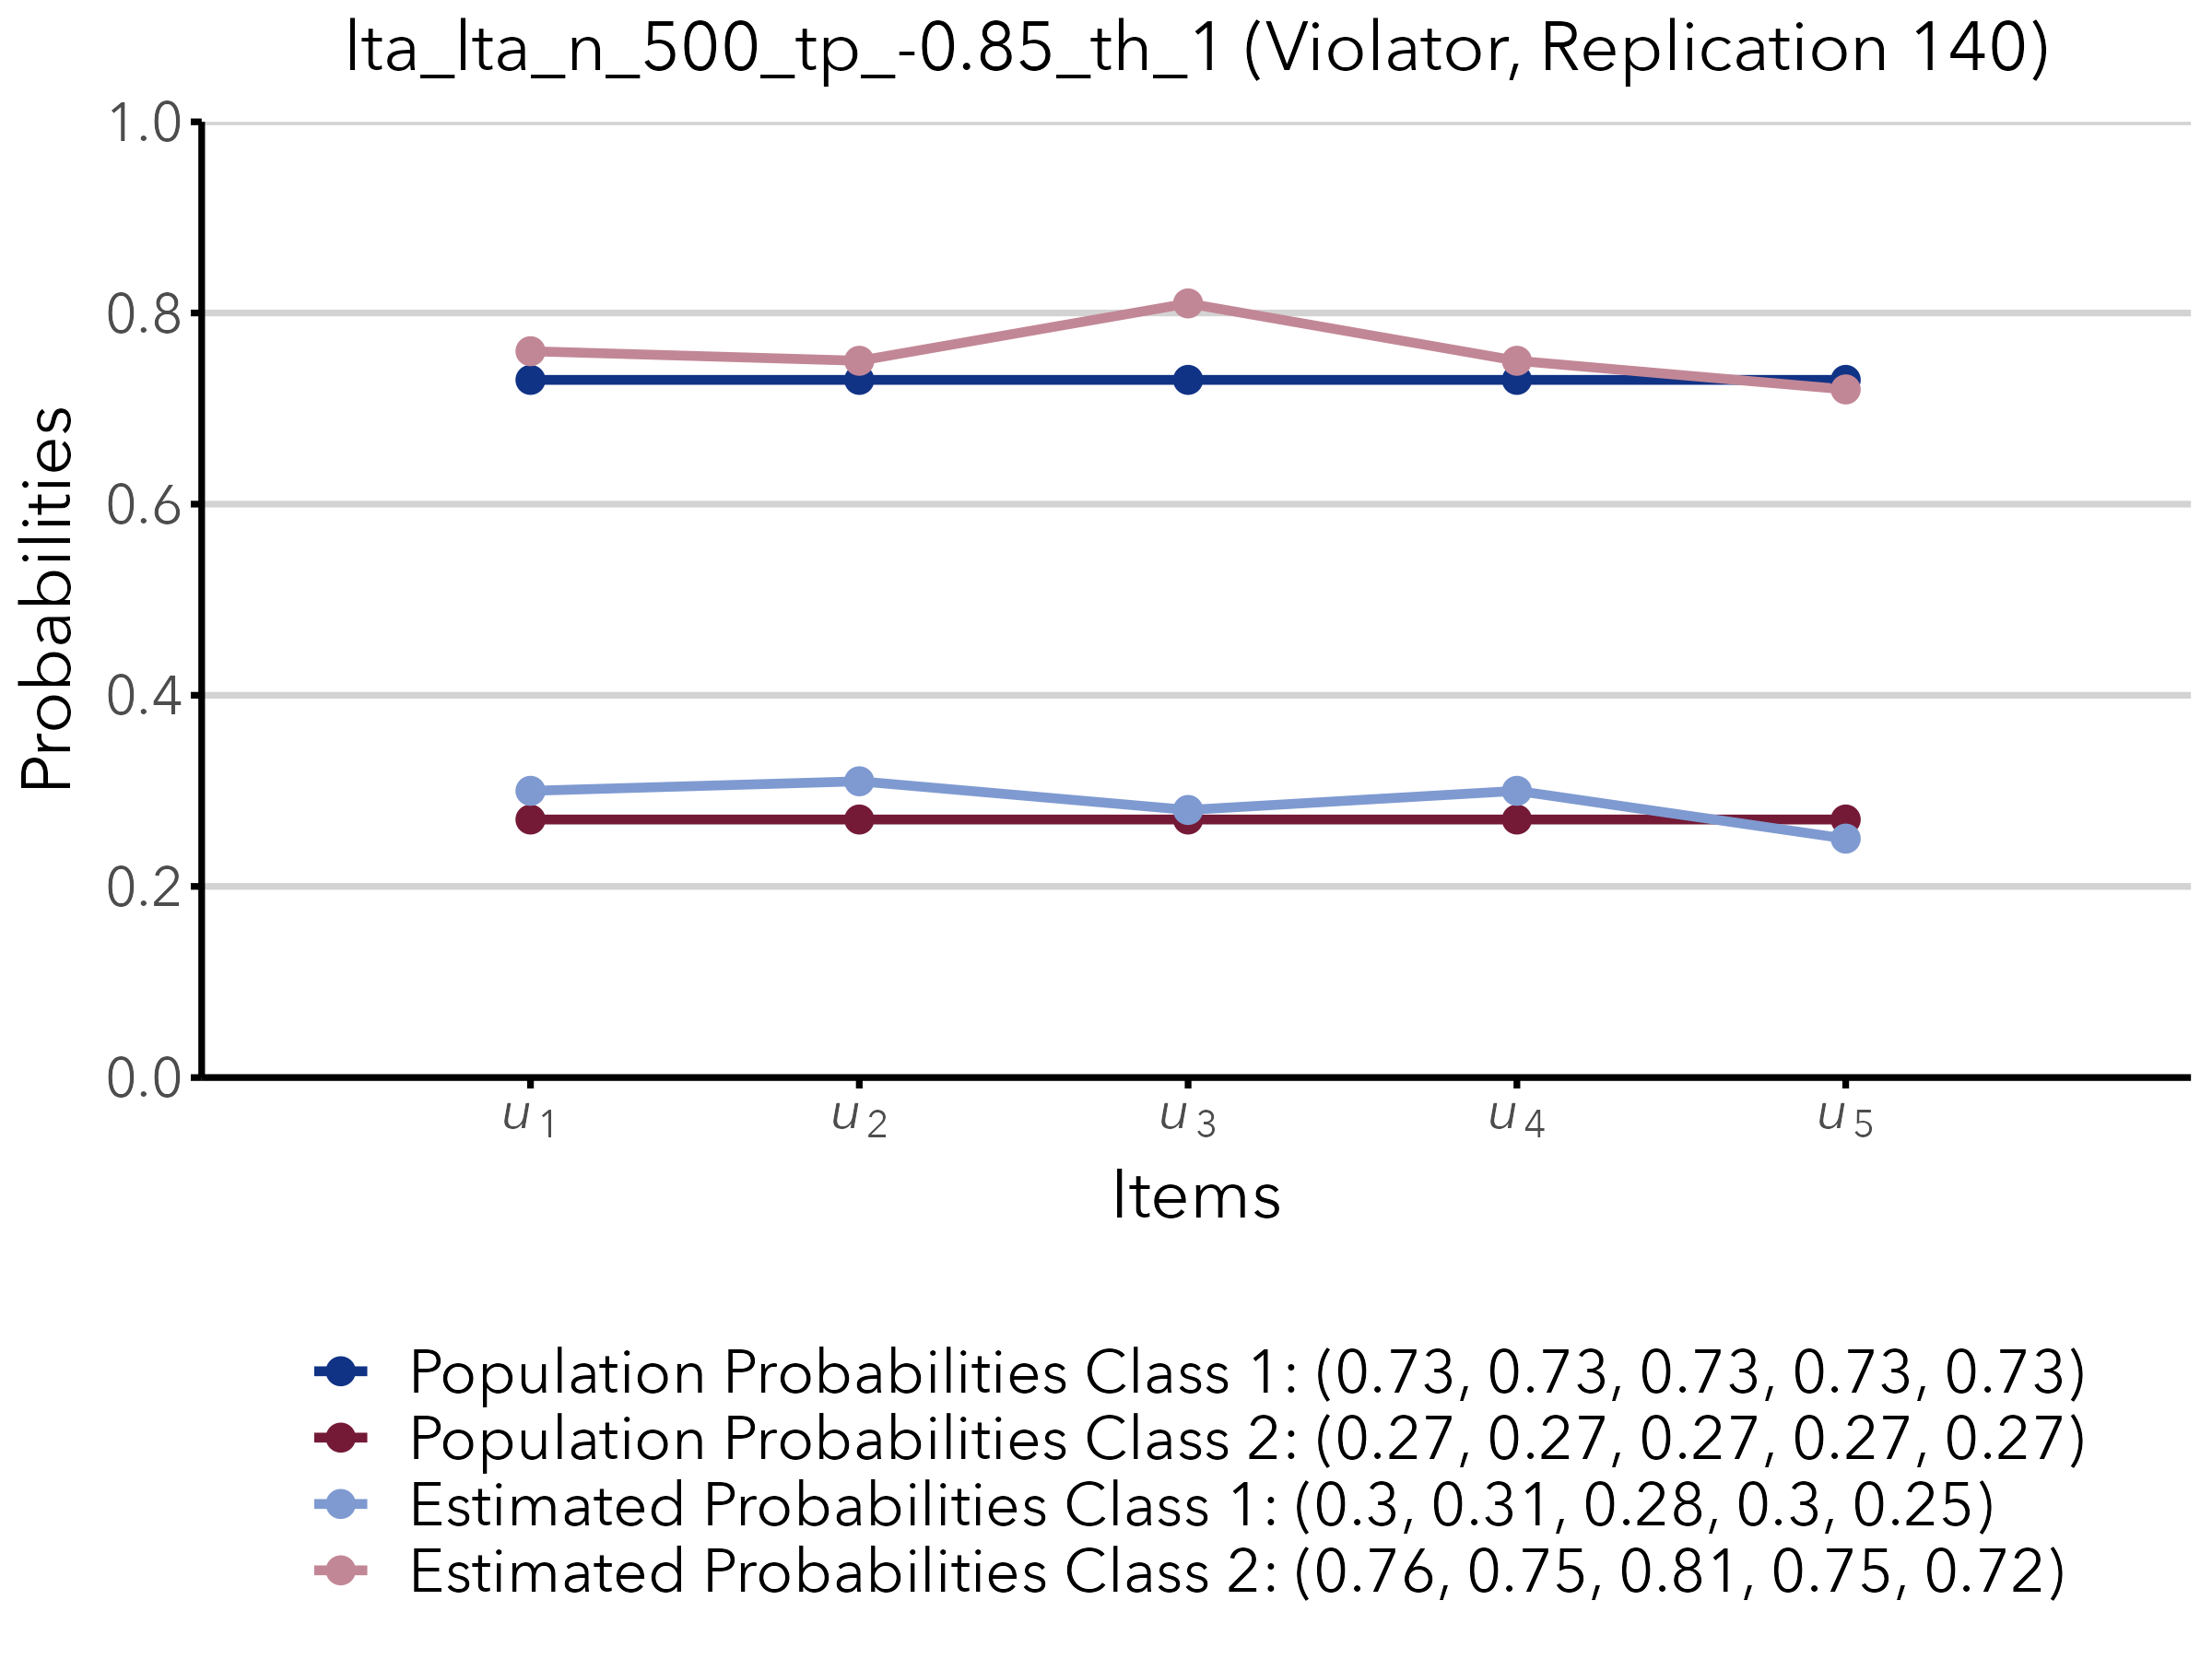 lta_lta_n_500_tp_-0.85_th_1 (Violator, Replication 140)
1.0
0.8
0.6
0.4
0.2
0.0
Probabilities
u1
u2
u3
u4
u5
Items
Population Probabilities Class 1: (0.73, 0.73, 0.73, 0.73, 0.73)
Population Probabilities Class 2: (0.27, 0.27, 0.27, 0.27, 0.27)
Estimated Probabilities Class 1: (0.3, 0.31, 0.28, 0.3, 0.25)
Estimated Probabilities Class 2: (0.76, 0.75, 0.81, 0.75, 0.72)